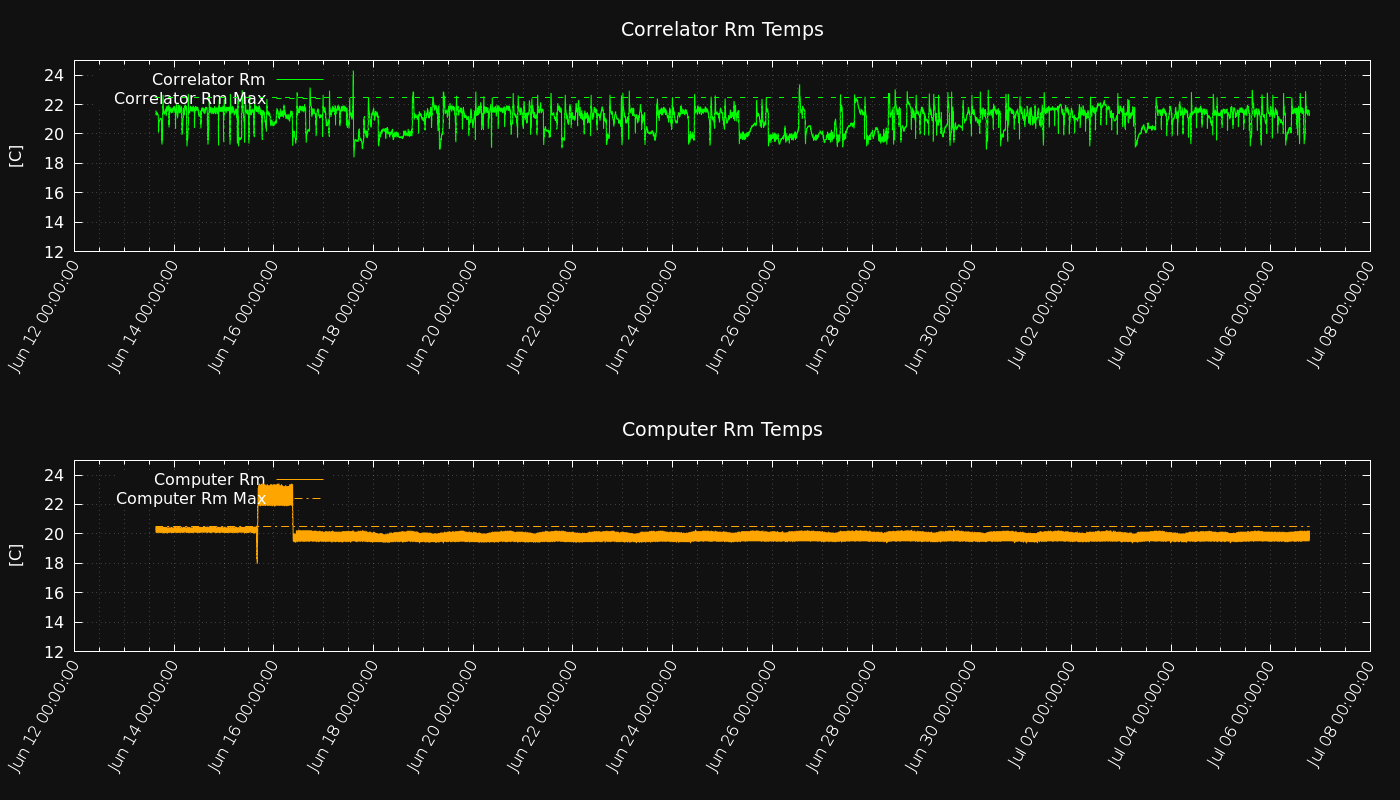 Correlator Rm Temps
Correlator Rm
Correlator Rm Max
24
22
20
18
16
14
12
[C]
Jun 12 00:00:00
Jun 14 00:00:00
Jun 16 00:00:00
Jun 18 00:00:00
Jun 20 00:00:00
Jun 22 00:00:00
Jun 24 00:00:00
Jun 26 00:00:00
Jun 28 00:00:00
Jun 30 00:00:00
Jul 02 00:00:00
Jul 04 00:00:00
Jul 06 00:00:00
Jul 08 00:00:00
Computer Rm Temps
Computer Rm
Computer Rm Max
24
22
20
18
16
14
12
[C]
Jun 12 00:00:00
Jun 14 00:00:00
Jun 16 00:00:00
Jun 18 00:00:00
Jun 20 00:00:00
Jun 22 00:00:00
Jun 24 00:00:00
Jun 26 00:00:00
Jun 28 00:00:00
Jun 30 00:00:00
Jul 02 00:00:00
Jul 04 00:00:00
Jul 06 00:00:00
Jul 08 00:00:00